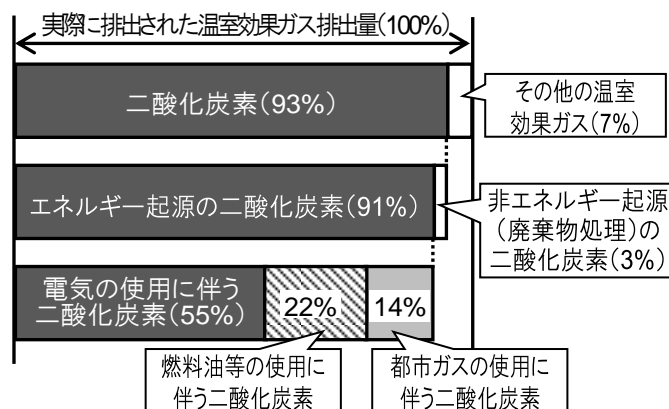 実際に排出された温室効果ガス排出量(100%)
二酸化炭素(93%)
その他の温室
効果ガス(7%)
エネルギー起源の二酸化炭素(91%)
非エネルギー起源
(廃棄物処理)の
二酸化炭素(3%)
電気の使用に伴う
二酸化炭素(55%)
22%
14%
燃料油等の使用に
伴う二酸化炭素
都市ガスの使用に
伴う二酸化炭素